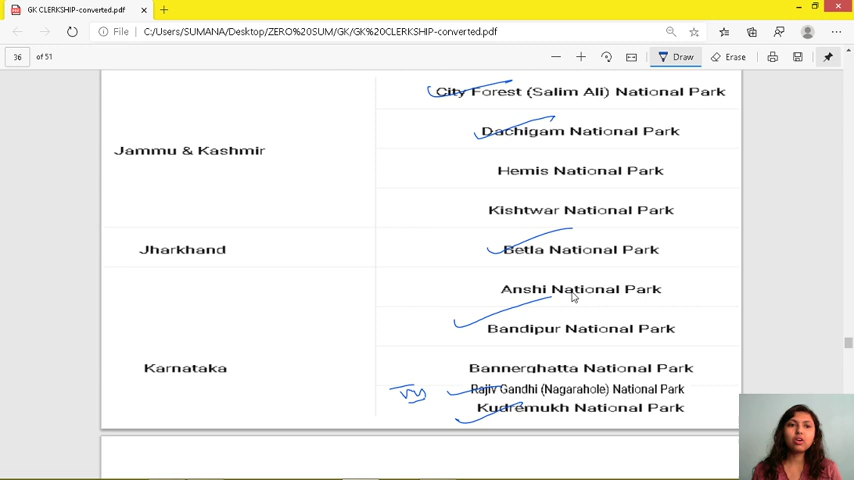 GK CLERKSHIP-converted.pdf
File
C:/Users/SUMANA/Desktop/ZERO%20SUM/GK/GK%20CLERKSHIP-converted.pdf
36 of 51
Draw
Erase
City Forest (Salim Ali) National Park
Dachigam National Park
Jammu & Kashmir
Hemis National Park
Kishtwar National Park
Jharkhand
Betla National Park
Anshi National Park
Bandipur National Park
Karnataka
Bannerghatta National Park
Rajiv Gandhi (Nagarahole) National Park
Kudremukh National Park